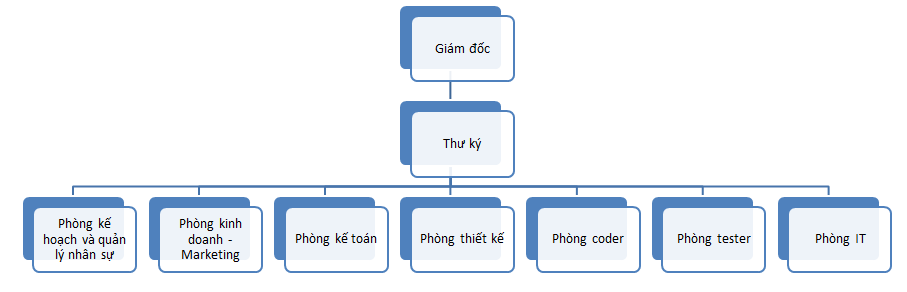 Giám đốc
Thư ký
Phòng kế
hoạch và quản
lý nhân sự
Phòng kinh
doanh -
Marketing
Phòng kế toán
Phòng thiết kế
Phòng coder
Phòng tester
Phòng IT